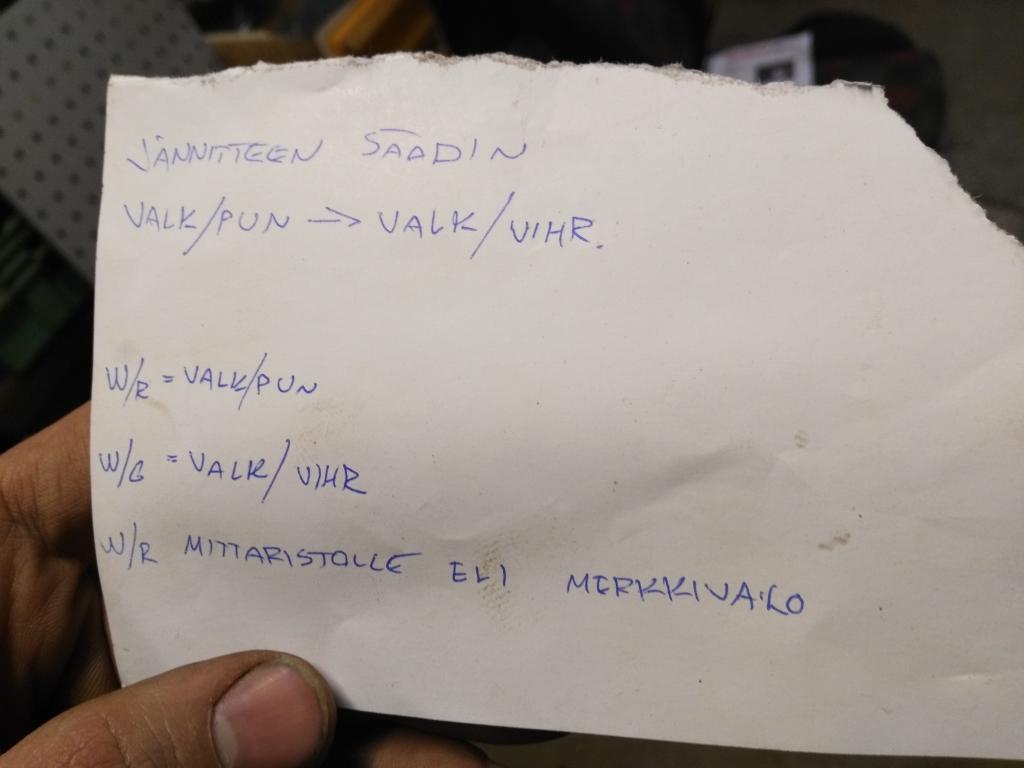 JÄNNITTEEN SÄÄDIN
VALK/PUN → VALK/VIHR.
W/R = VALK/PUN
W/G = VALK/VIHR
W/R MITTARISTOLLE ELI MERKKIVALO